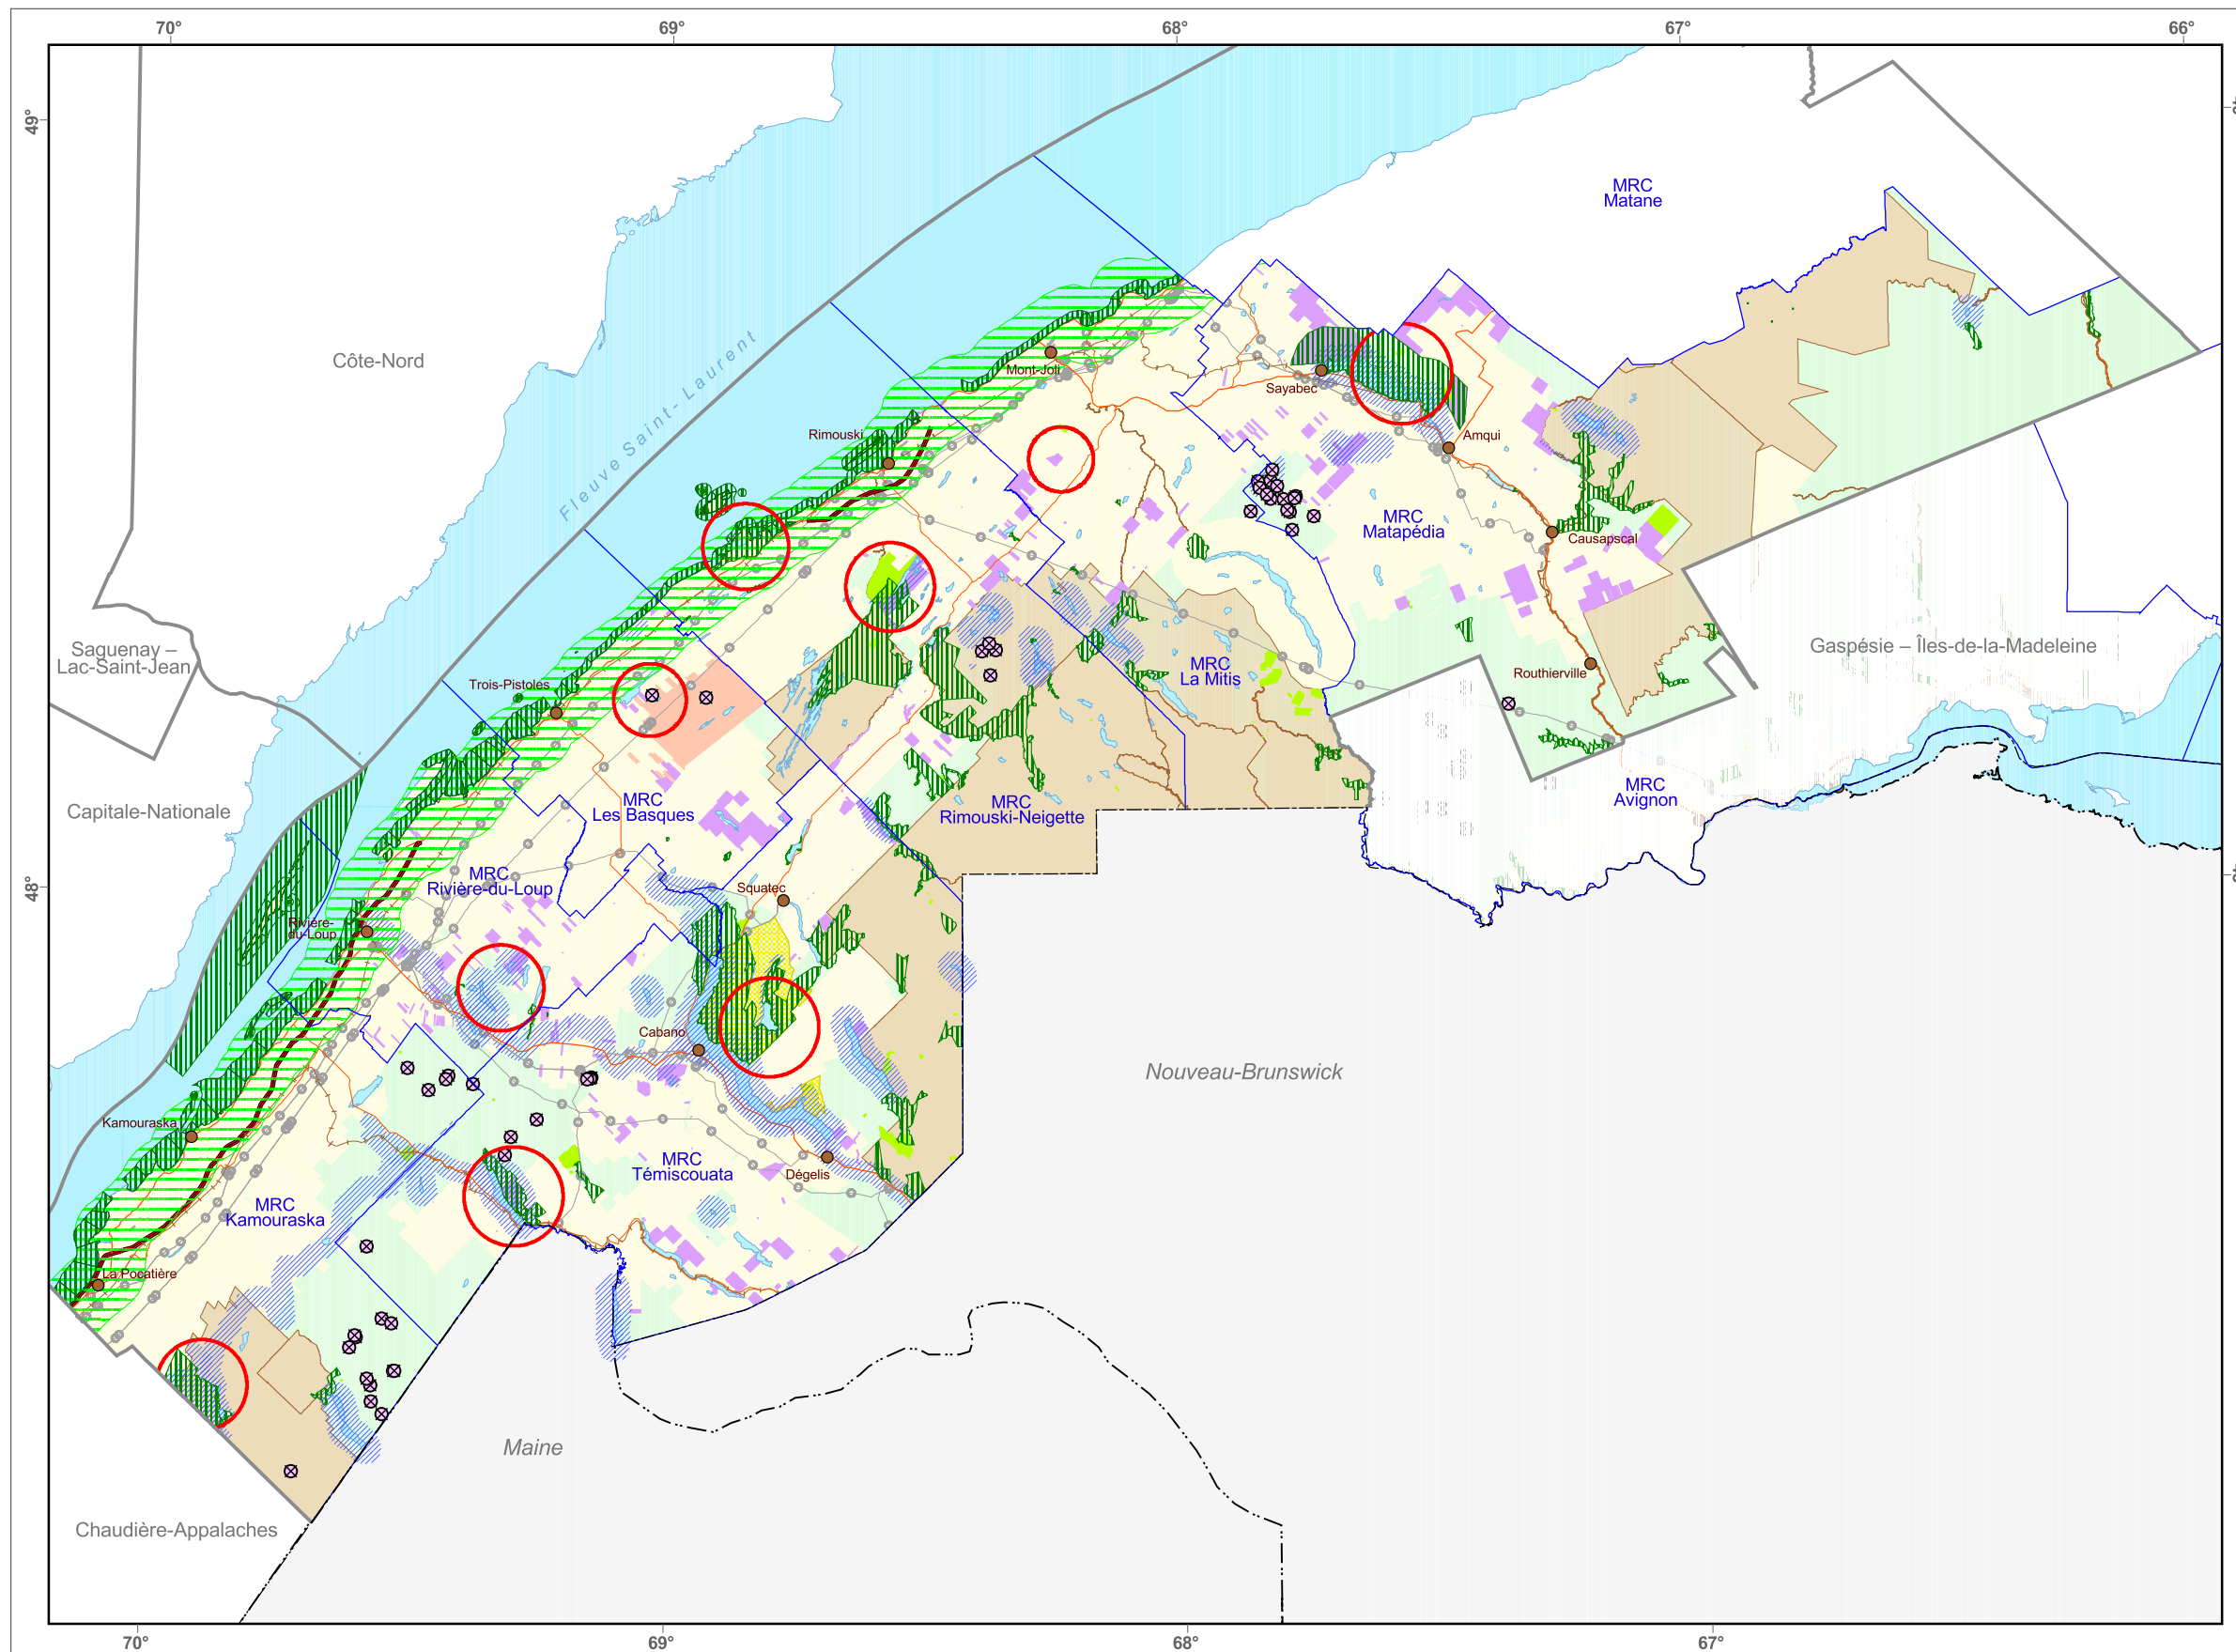 70°
69°
68°
67°
66°
49°
MRC
Matane
Côte-Nord
Fleuve Saint-Laurent
Mont-Joli
Sayabec
Rimouski
Amqui
MRC
Matapédia
Causapscal
Saguenay –
Lac-Saint-Jean
Gaspésie – Îles-de-la-Madeleine
MRC
La Mitis
Routhierville
Trois-Pistoles
MRC
Avignon
Capitale-Nationale
MRC
Les Basques
MRC
Rimouski-Neigette
48°
MRC
Rivière-du-Loup
Squatec
Rivière-
du-Loup
Cabano
Nouveau-Brunswick
Kamouraska
MRC
Témiscouata
Dégelis
MRC
Kamouraska
La Pocatière
Maine
Chaudière-Appalaches
70°
69°
68°
67°